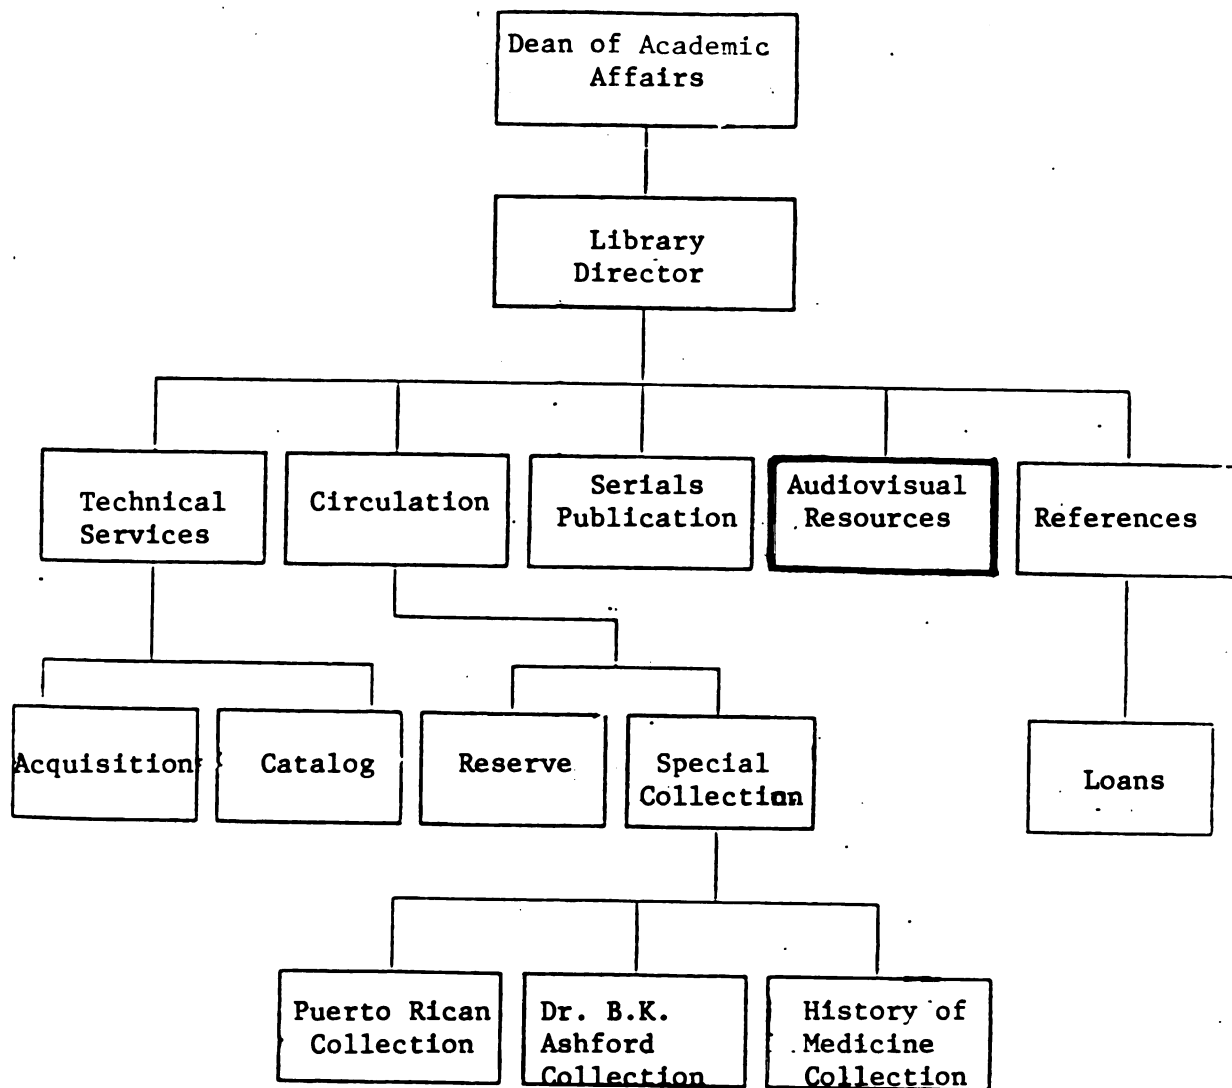 Dean of Academic
Affairs
Library
Director
Technical
Services
Circulation
Serials
Publication
Audiovisual
Resources
References
Acquisition
Catalog
Reserve
Special
Collection
Loans
Puerto Rican
Collection
Dr. B.K.
Ashford
Collection
History of
Medicine
Collection